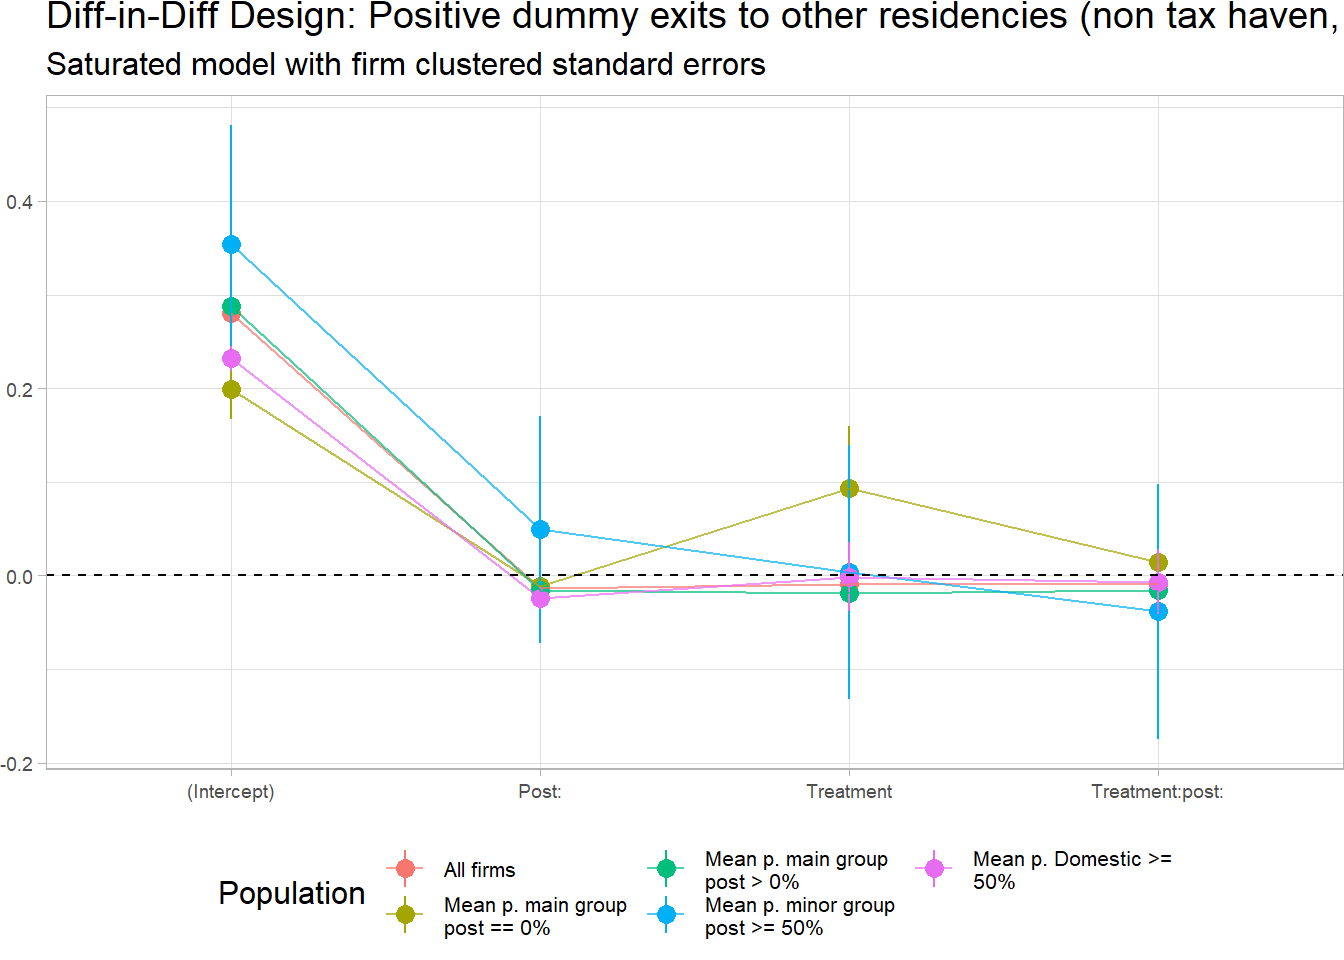 Diff-in-Diff Design: Positive dummy exits to other residencies (non tax haven,
Saturated model with firm clustered standard errors
0.4
0.2
0.0
-0.2
(Intercept) Post: Treatment Treatment:post:
Population
All firms
Mean p. main group
post == 0%
Mean p. main group
post > 0%
Mean p. minor group
post >= 50%
Mean p. Domestic >=
50%